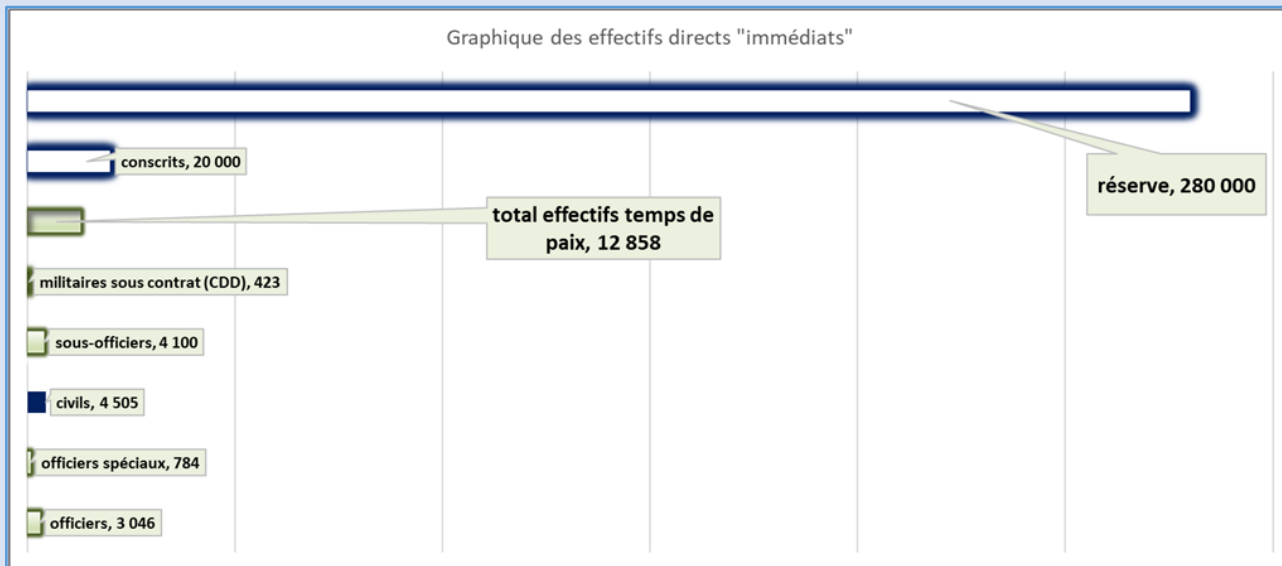 Graphique des effectifs directs "immédiats"
conscrits, 20 000
réserve, 280 000
total effectifs temps de
paix, 12 858
militaires sous contrat (CDD), 423
sous-officiers, 4 100
civils, 4 505
officiers spéciaux, 784
officiers, 3 046